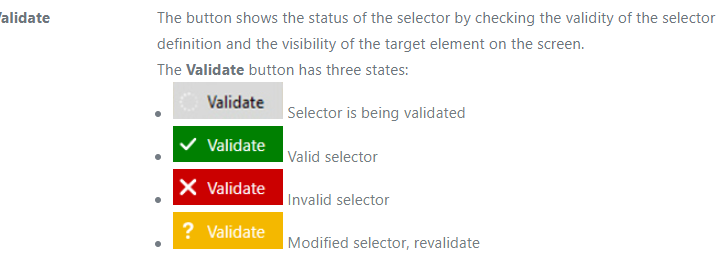 Validate
The button shows the status of the selector by checking the validity of the selector
definition and the visibility of the target element on the screen.
The Validate button has three states:
Validate Selector is being validated
Validate Valid selector
Validate Invalid selector
? Validate Modified selector, revalidate